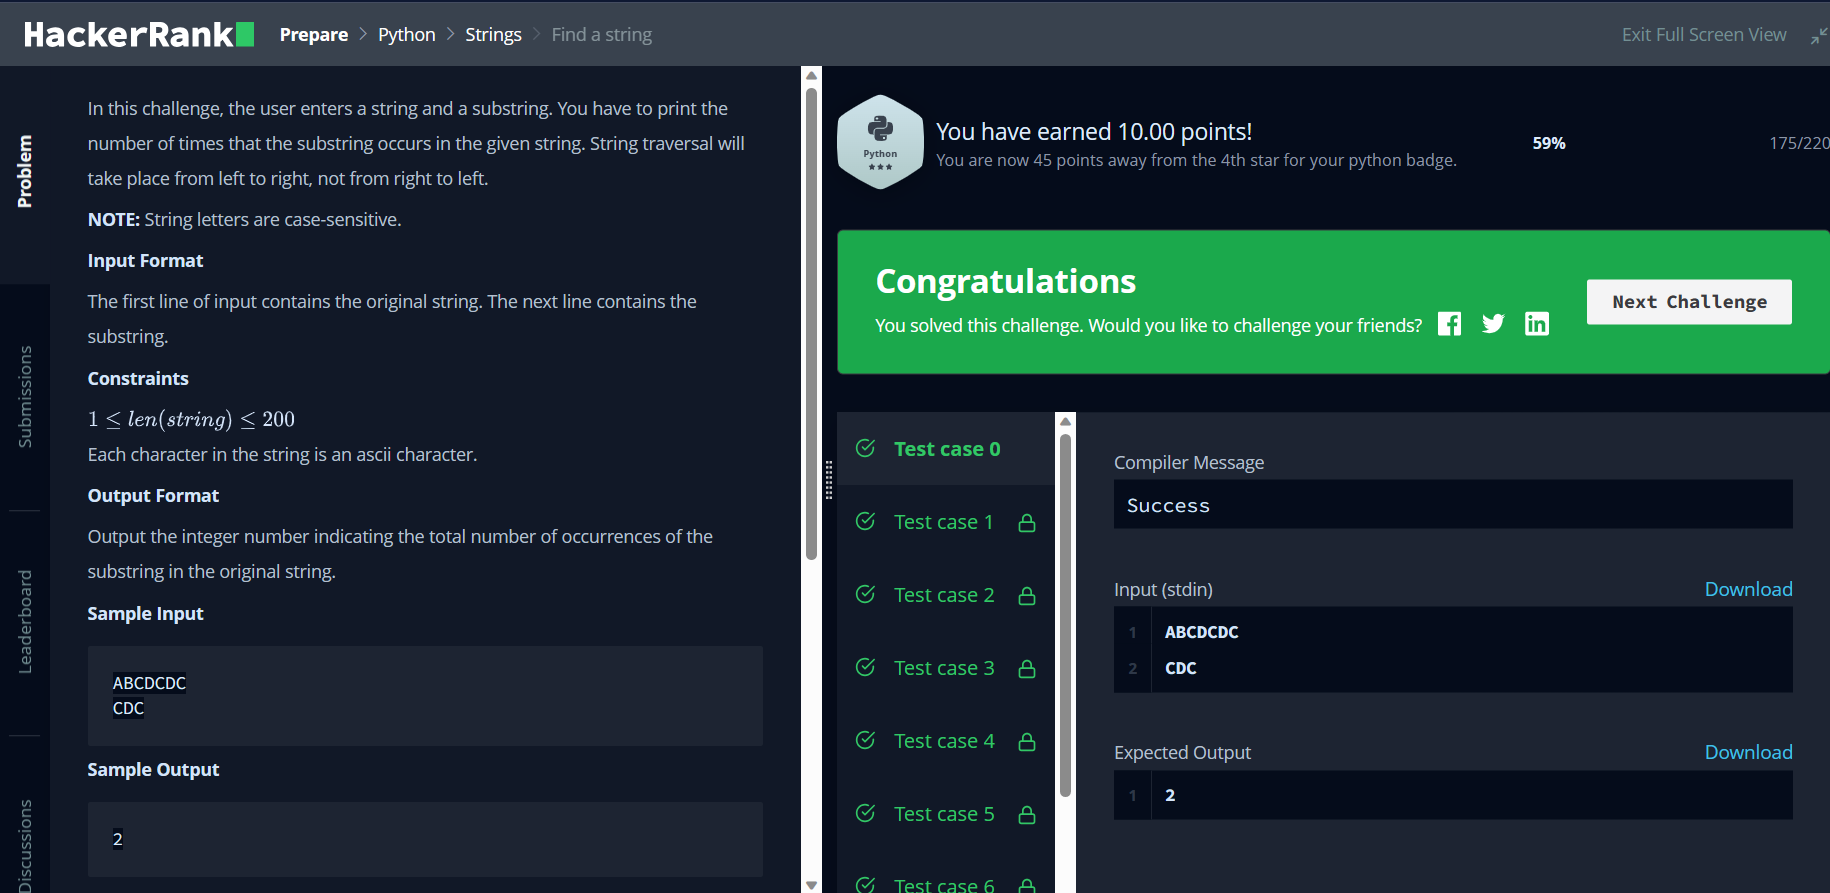 HackerRank
Prepare > Python > Strings > Find a string
Exit Full Screen View
Problem
Submissions
Leaderboard
Discussions
In this challenge, the user enters a string and a substring. You have to print the
number of times that the substring occurs in the given string. String traversal will
take place from left to right, not from right to left.
NOTE: String letters are case-sensitive.
Input Format
The first line of input contains the original string. The next line contains the
substring.
Constraints
1 ≤ len(string) ≤ 200
Each character in the string is an ascii character.
Output Format
Output the integer number indicating the total number of occurrences of the
substring in the original string.
Sample Input
ABCDCDC
CDC
Sample Output
2
Python
You have earned 10.00 points!
You are now 45 points away from the 4th star for your python badge.
59%
175/220
Congratulations
You solved this challenge. Would you like to challenge your friends?
Next Challenge
Test case 0
Test case 1
Test case 2
Test case 3
Test case 4
Test case 5
Test case 6
Compiler Message
Success
Input (stdin)
Download
1 ABCDCDC
2 CDC
Expected Output
Download
1 2